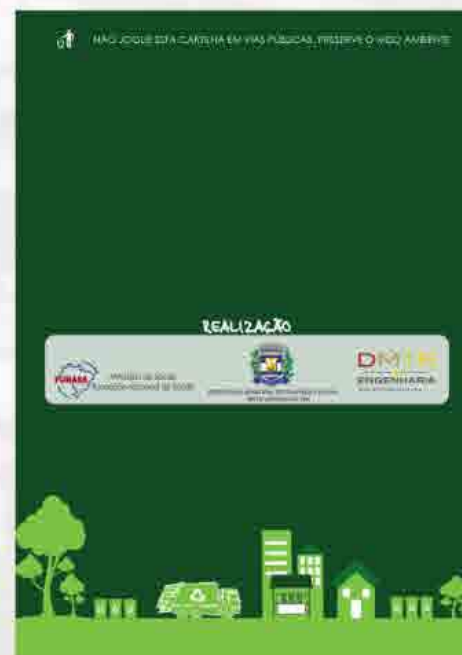 NÃO JOGUE ESTA CARTILHA EM VIAS PÚBLICAS, PRESERVE O MEIO AMBIENTE
REALIZAÇÃO
FUNASA
Ministério da Saúde
Fundação Nacional de Saúde
DMTR
ENGENHARIA